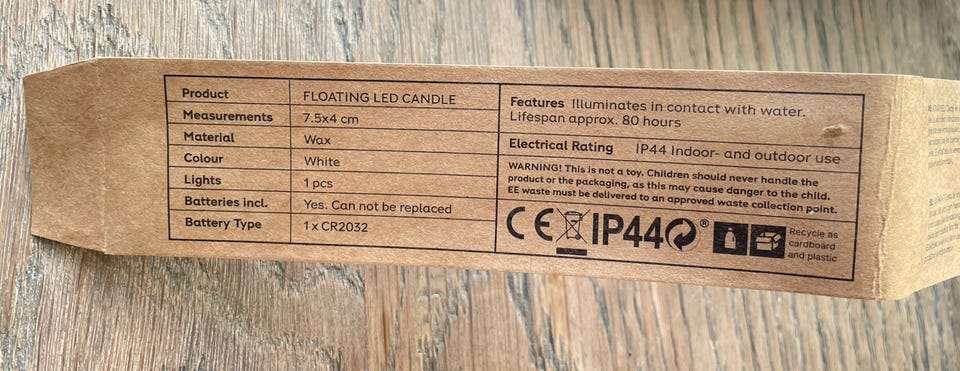 Product FLOATING LED CANDLE
Measurements 7.5x4 cm
Material Wax
Colour White
Lights 1 pcs
Batteries incl. Yes. Can not be replaced
Battery Type 1 x CR2032
Features Illuminates in contact with water.
Lifespan approx. 80 hours
Electrical Rating IP44 Indoor- and outdoor use
WARNING! This is not a toy. Children should never handle the
product or the packaging, as this may cause danger to the child.
EE waste must be delivered to an approved waste collection point.
CE IP44 ®
Recycle as
cardboard
and plastic